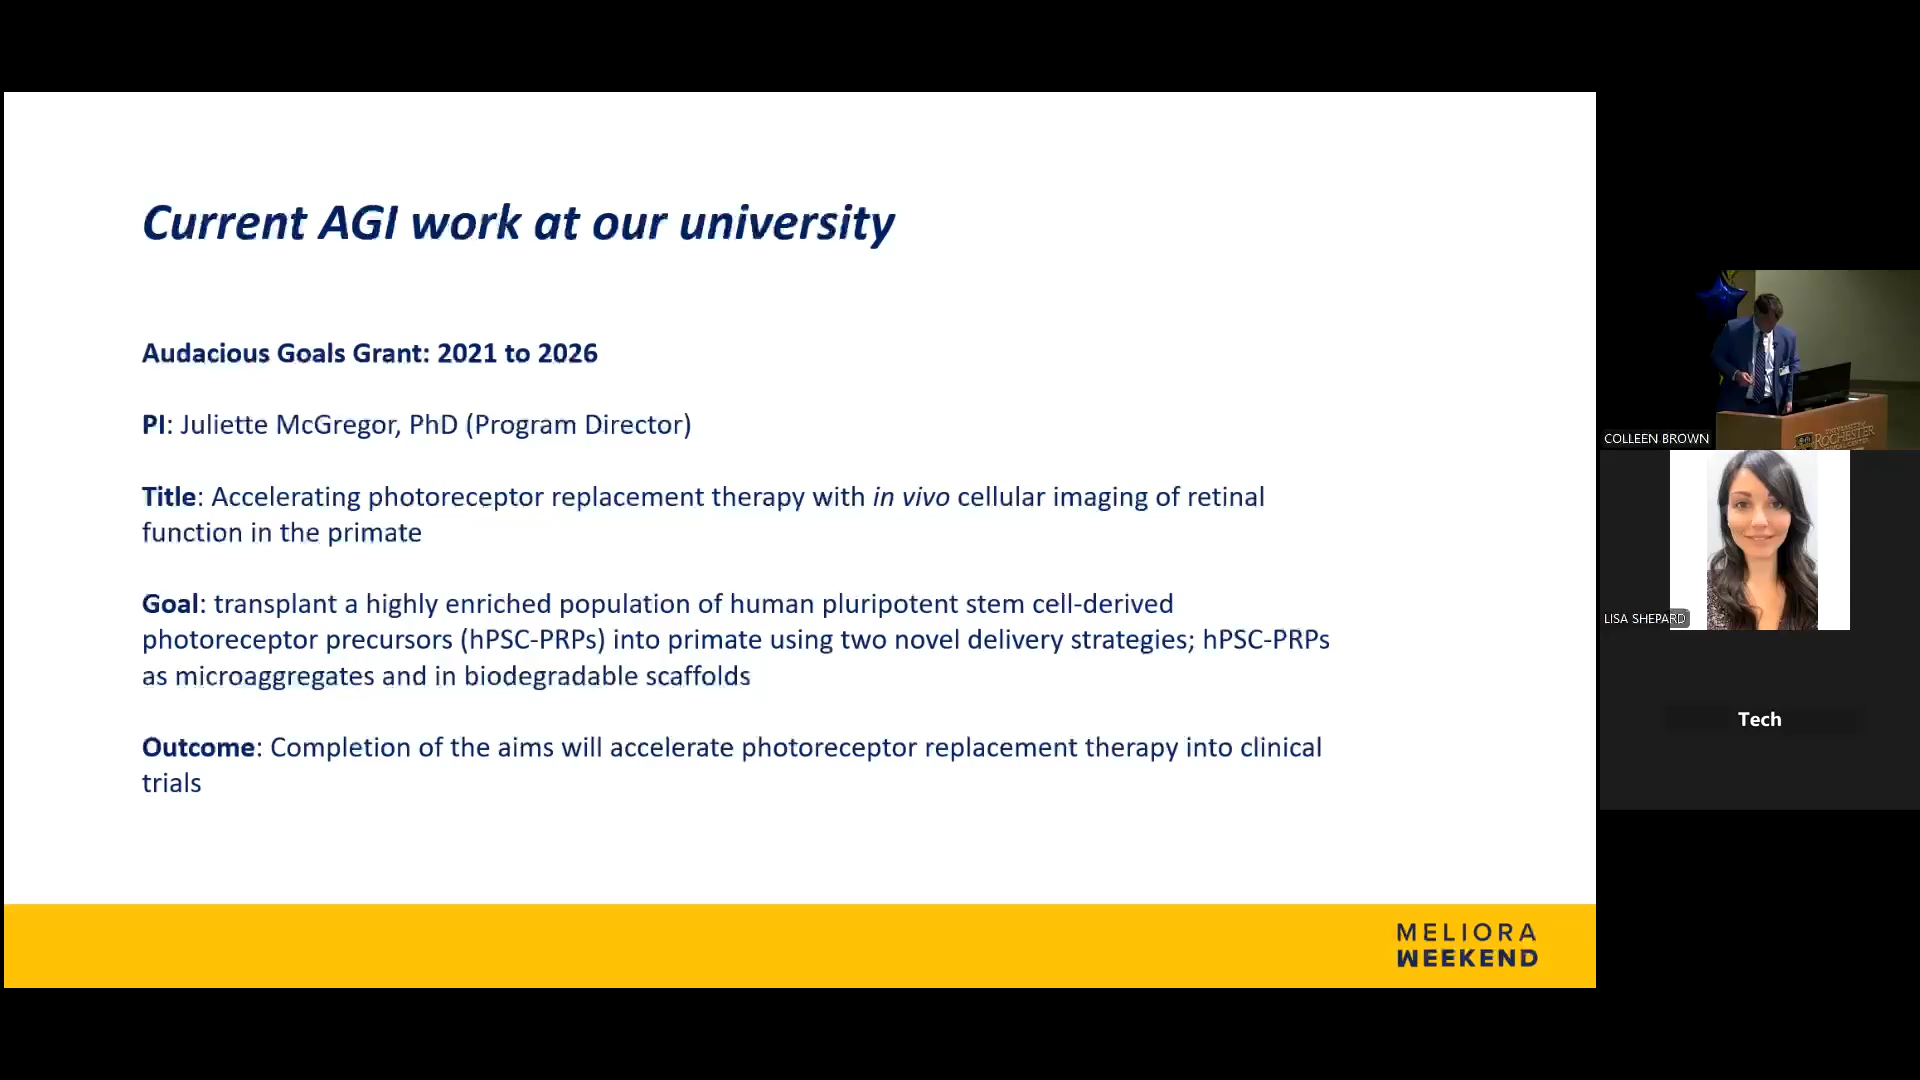 Current AGI work at our university
Audacious Goals Grant: 2021 to 2026
PI: Juliette McGregor, PhD (Program Director)
Title: Accelerating photoreceptor replacement therapy with in vivo cellular imaging of retinal
function in the primate
Goal: transplant a highly enriched population of human pluripotent stem cell-derived
photoreceptor precursors (hPSC-PRPs) into primate using two novel delivery strategies; hPSC-PRPs
as microaggregates and in biodegradable scaffolds
Outcome: Completion of the aims will accelerate photoreceptor replacement therapy into clinical
trials
MELIORA
WEEKEND
COLLEEN BROWN
UNIVERSITY of
ROCHESTER
LISA SHEPARD
Tech